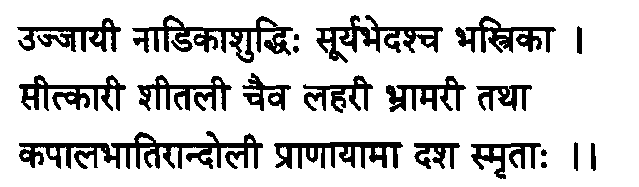 उज्जायी नाडिकाशुद्धिः सूर्यभेदश्च भस्त्रिका ।
सीत्कारी शीतली चैव लहरी भ्रामरी तथा
कपालभातिरान्दोली प्राणायामा दश स्मृताः ।।